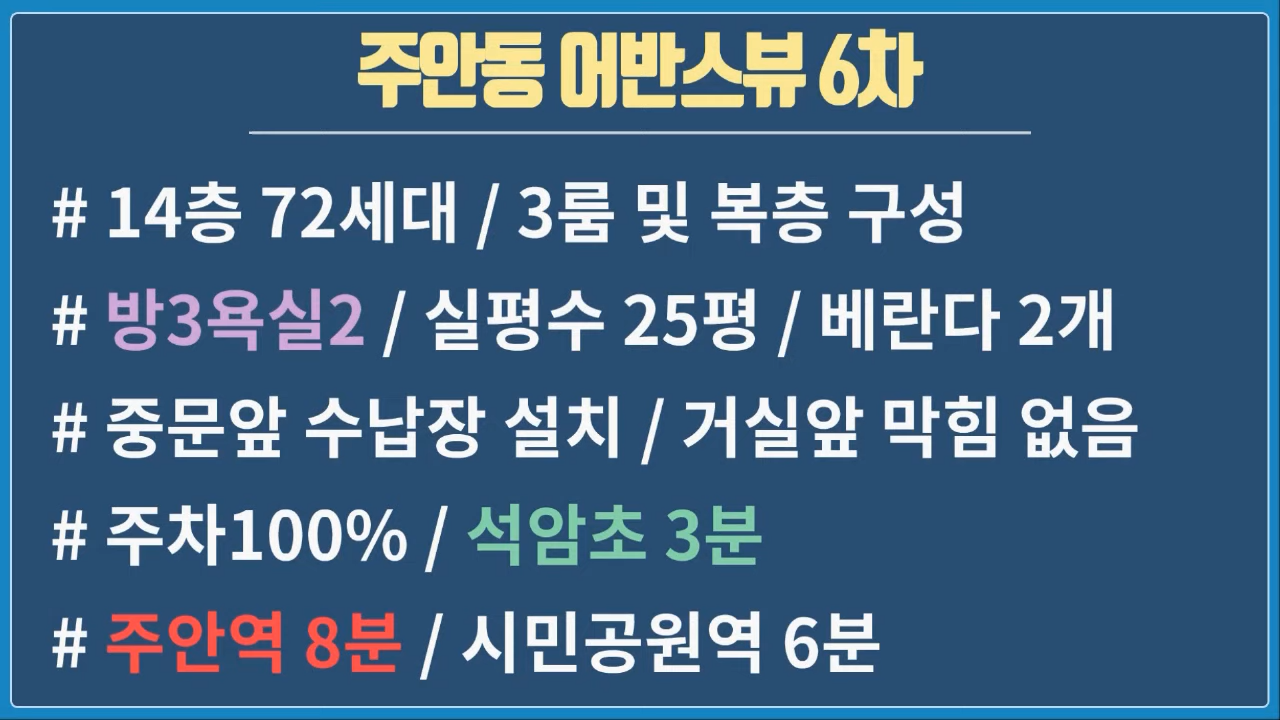 주안동 어반스뷰 6차
# 14층 72세대 / 3룸 및 복층 구성
# 방3욕실2 / 실평수 25평 / 베란다 2개
# 중문앞 수납장 설치 / 거실앞 막힘 없음
# 주차100% / 석암초 3분
# 주안역 8분 / 시민공원역 6분